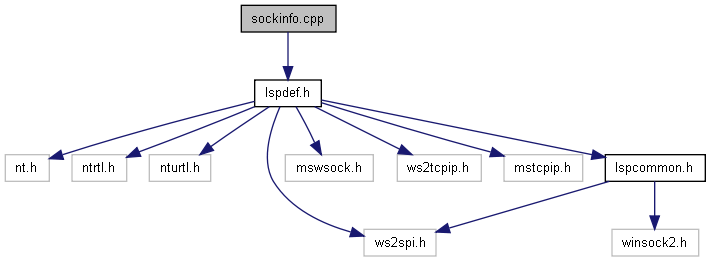 sockinfo.cpp
lspdef.h
nt.h
ntrtl.h
nturtl.h
mswsock.h
ws2tcpip.h
mstcpip.h
lspcommon.h
ws2spi.h
winsock2.h